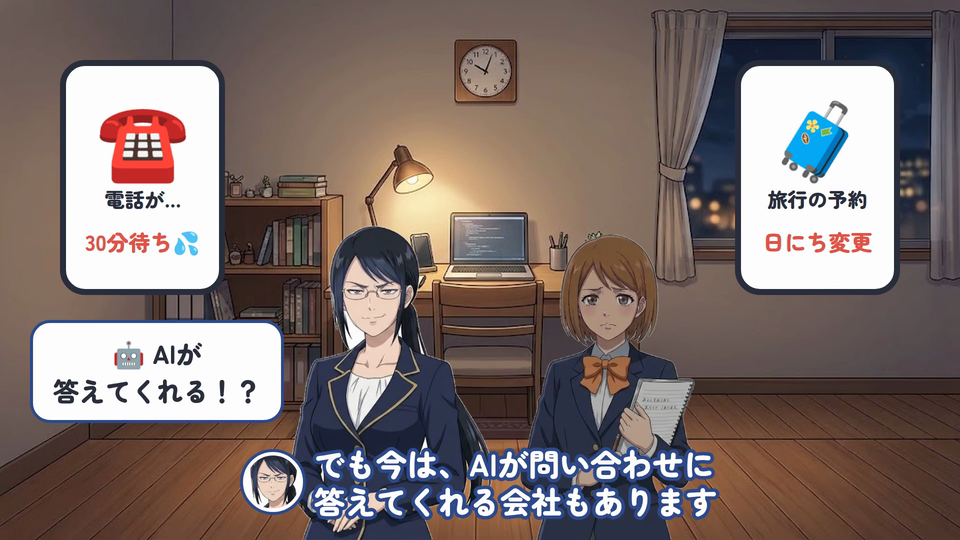 電話が...
30分待ち
旅行の予約
日にち変更
AIが
答えてくれる！？
でも今は、AIが問い合わせに
答えてくれる会社もあります